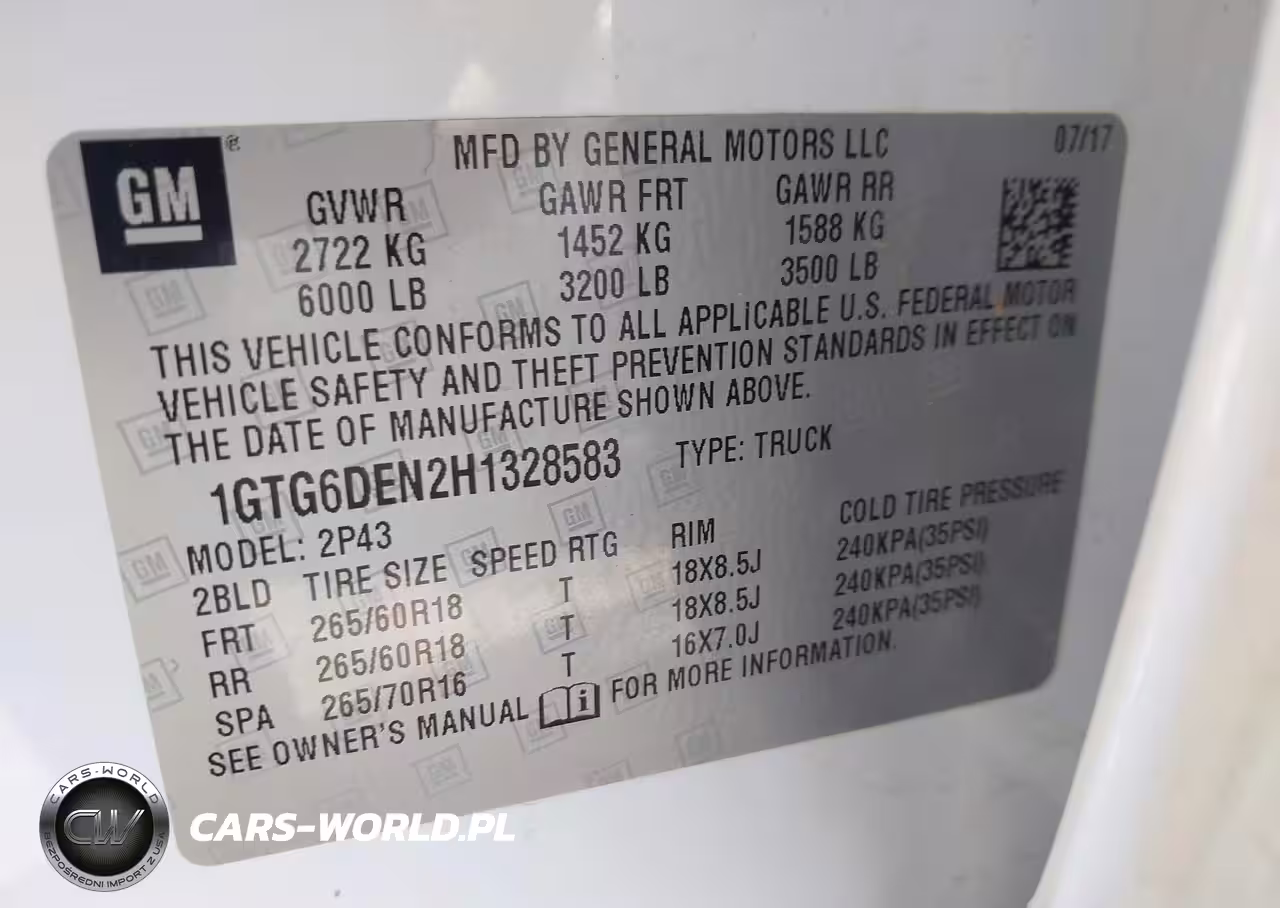 GM ®
MFD BY GENERAL MOTORS LLC 07/17
GVWR GAWR FRT GAWR RR
2722 KG 1452 KG 1588 KG
6000 LB 3200 LB 3500 LB
THIS VEHICLE CONFORMS TO ALL APPLICABLE U.S. FEDERAL MOTOR
VEHICLE SAFETY AND THEFT PREVENTION STANDARDS IN EFFECT ON
THE DATE OF MANUFACTURE SHOWN ABOVE.
1GTG6DEN2H1328583 TYPE: TRUCK
MODEL: 2P43
2BLD TIRE SIZE SPEED RTG RIM COLD TIRE PRESSURE
FRT 265/60R18 T 18X8.5J 240KPA(35PSI)
RR 265/60R18 T 18X8.5J 240KPA(35PSI)
SPA 265/70R16 T 16X7.0J 240KPA(35PSI)
SEE OWNER'S MANUAL i FOR MORE INFORMATION.
CARS-WORLD
CW
BEZPOŚREDNI IMPORT Z USA
CARS-WORLD.PL